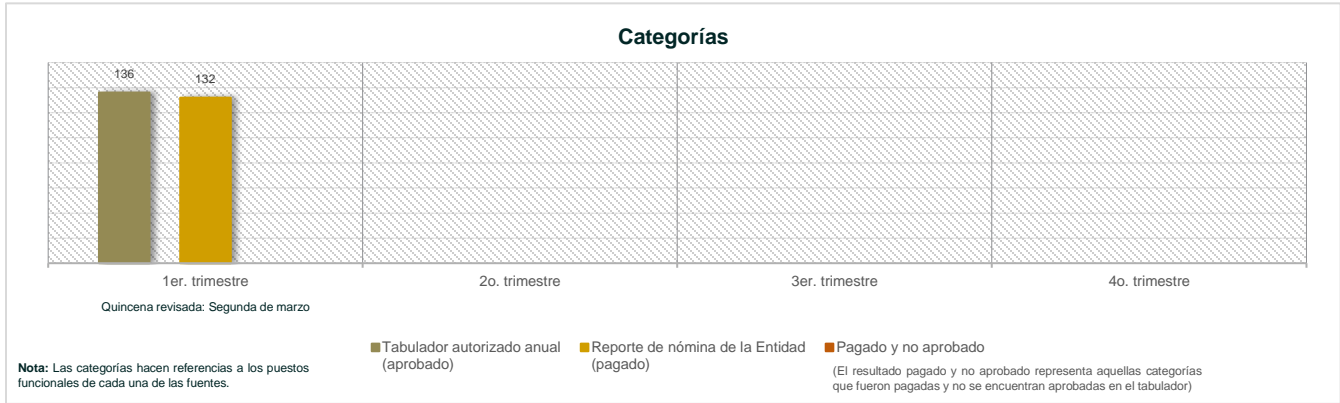 Categorías
136
132
1er. trimestre
2o. trimestre
3er. trimestre
4o. trimestre
Quincena revisada: Segunda de marzo
Tabulador autorizado anual
(aprobado)
Reporte de nómina de la Entidad
(pagado)
Pagado y no aprobado
Nota: Las categorías hacen referencias a los puestos
funcionales de cada una de las fuentes.
(El resultado pagado y no aprobado representa aquellas categorías
que fueron pagadas y no se encuentran aprobadas en el tabulador)